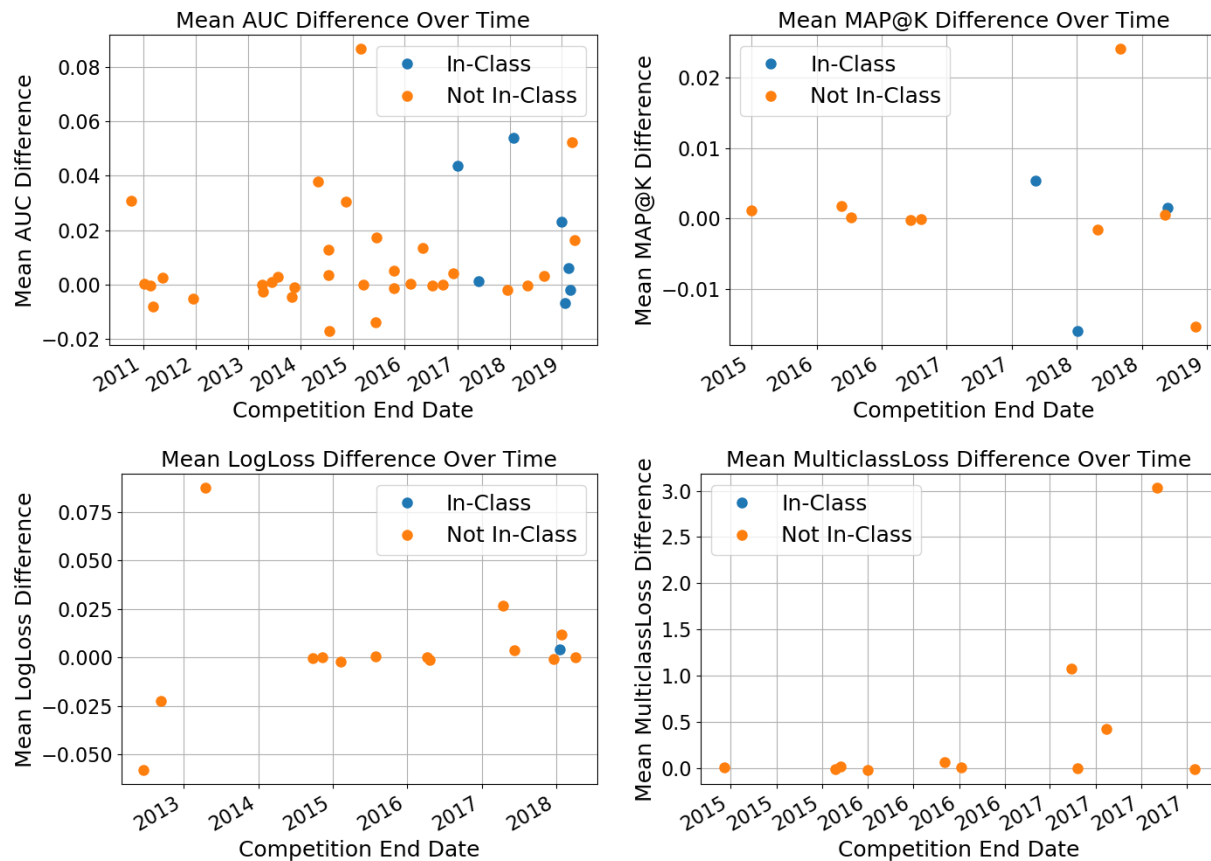 Mean AUC Difference Over Time
Mean AUC Difference
0.08
0.06
0.04
0.02
0.00
−0.02
In-Class
Not In-Class
2011
2012
2013
2014
2015
2016
2017
2018
2019
Competition End Date
Mean MAP@K Difference Over Time
Mean MAP@K Difference
0.02
0.01
0.00
−0.01
In-Class
Not In-Class
2015
2016
2016
2017
2017
2018
2018
2019
Competition End Date
Mean LogLoss Difference Over Time
Mean LogLoss Difference
0.075
0.050
0.025
0.000
−0.025
−0.050
In-Class
Not In-Class
2013
2014
2015
2016
2017
2018
Competition End Date
Mean MulticlassLoss Difference Over Time
Mean MulticlassLoss Difference
3.0
2.5
2.0
1.5
1.0
0.5
0.0
In-Class
Not In-Class
2015
2015
2015
2016
2016
2016
2016
2017
2017
2017
2017
Competition End Date